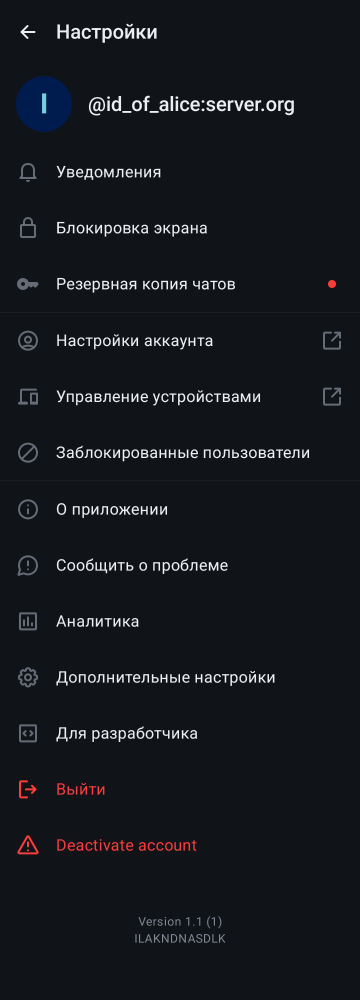 Настройки
I
@id_of_alice:server.org
Уведомления
Блокировка экрана
Резервная копия чатов
Настройки аккаунта
Управление устройствами
Заблокированные пользователи
О приложении
Сообщить о проблеме
Аналитика
Дополнительные настройки
Для разработчика
Выйти
Deactivate account
Version 1.1 (1)
ILAKNDNASDLK